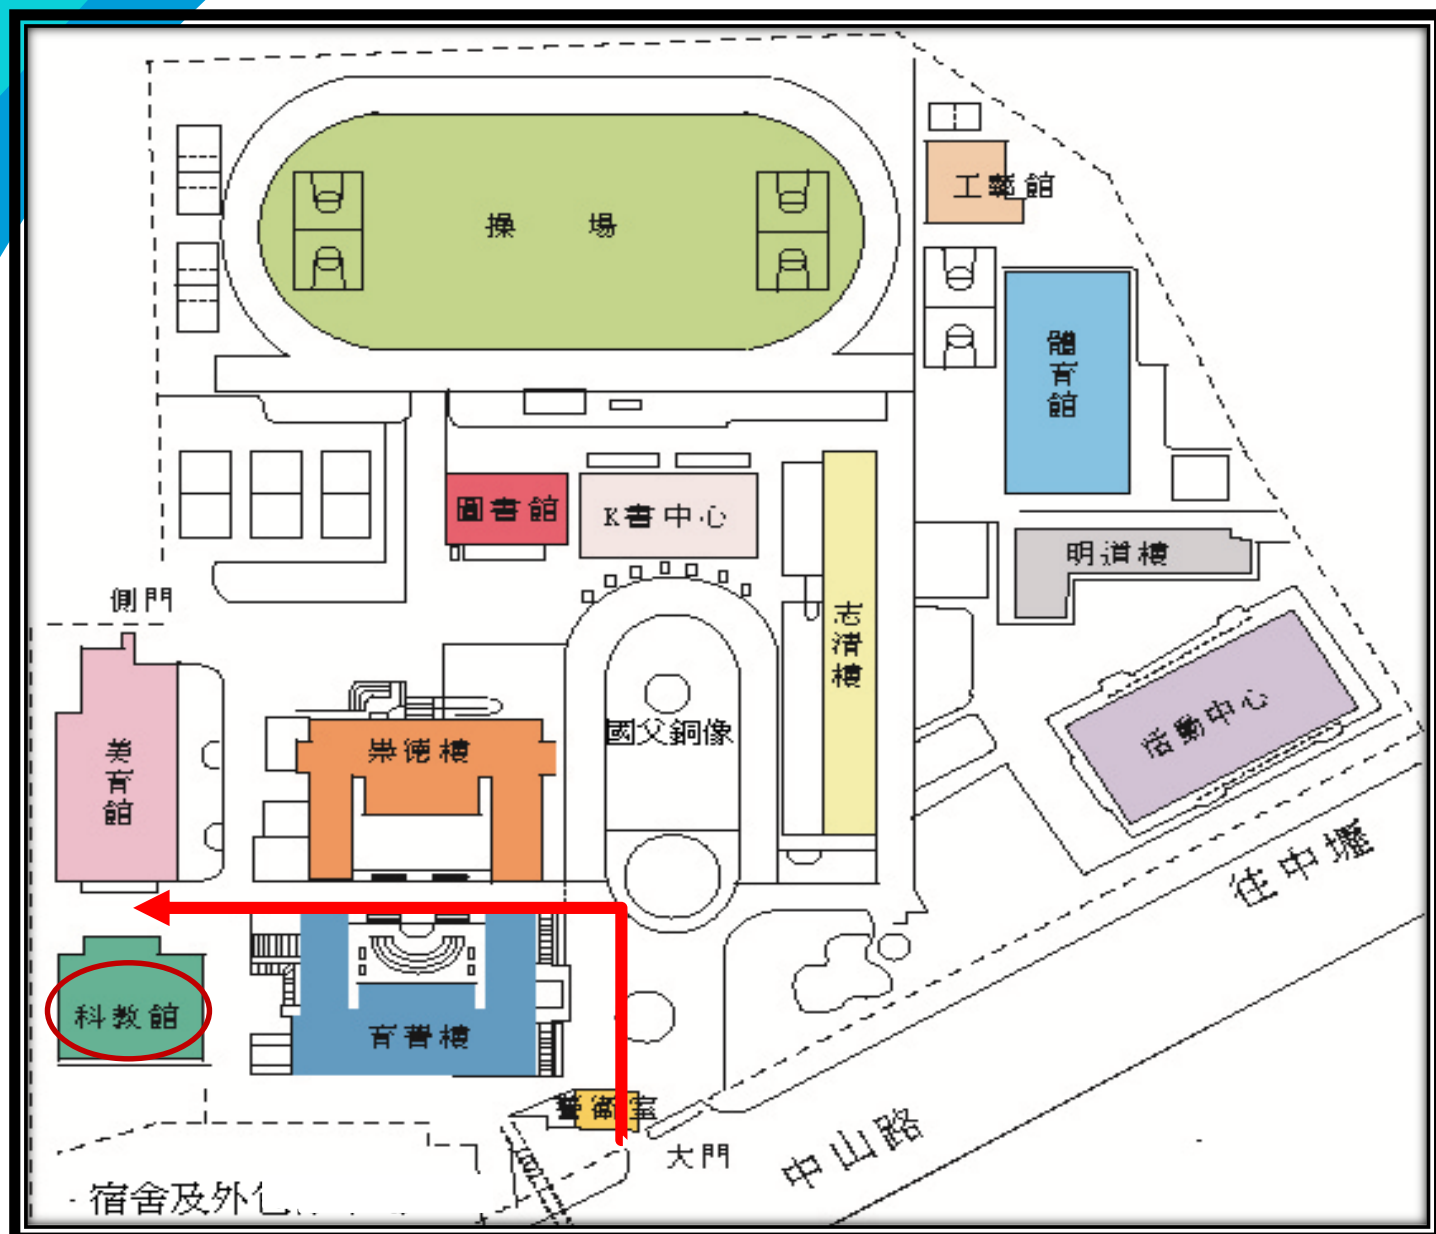 操場
工藝館
體育館
圖書館
K書中心
明道樓
側門
志清樓
活動中心
國父銅像
崇德樓
美育館
往中壢
科教館
育菁樓
警衛室
大門
中山路
宿舍及外